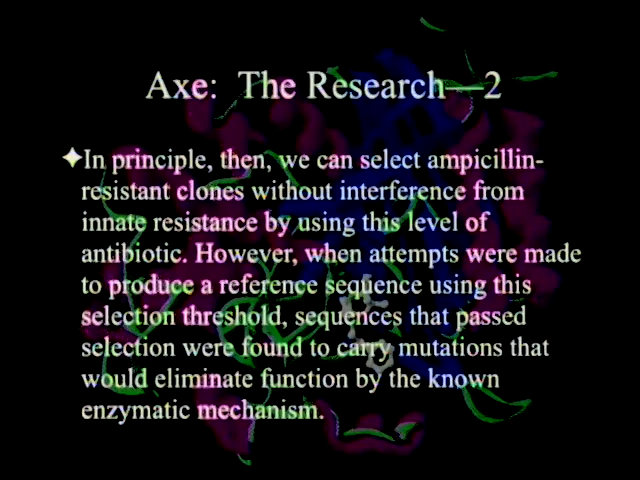 Axe:  The Research—2
✦In principle, then, we can select ampicillin-
resistant clones without interference from
innate resistance by using this level of
antibiotic. However, when attempts were made
to produce a reference sequence using this
selection threshold, sequences that passed
selection were found to carry mutations that
would eliminate function by the known
enzymatic mechanism.